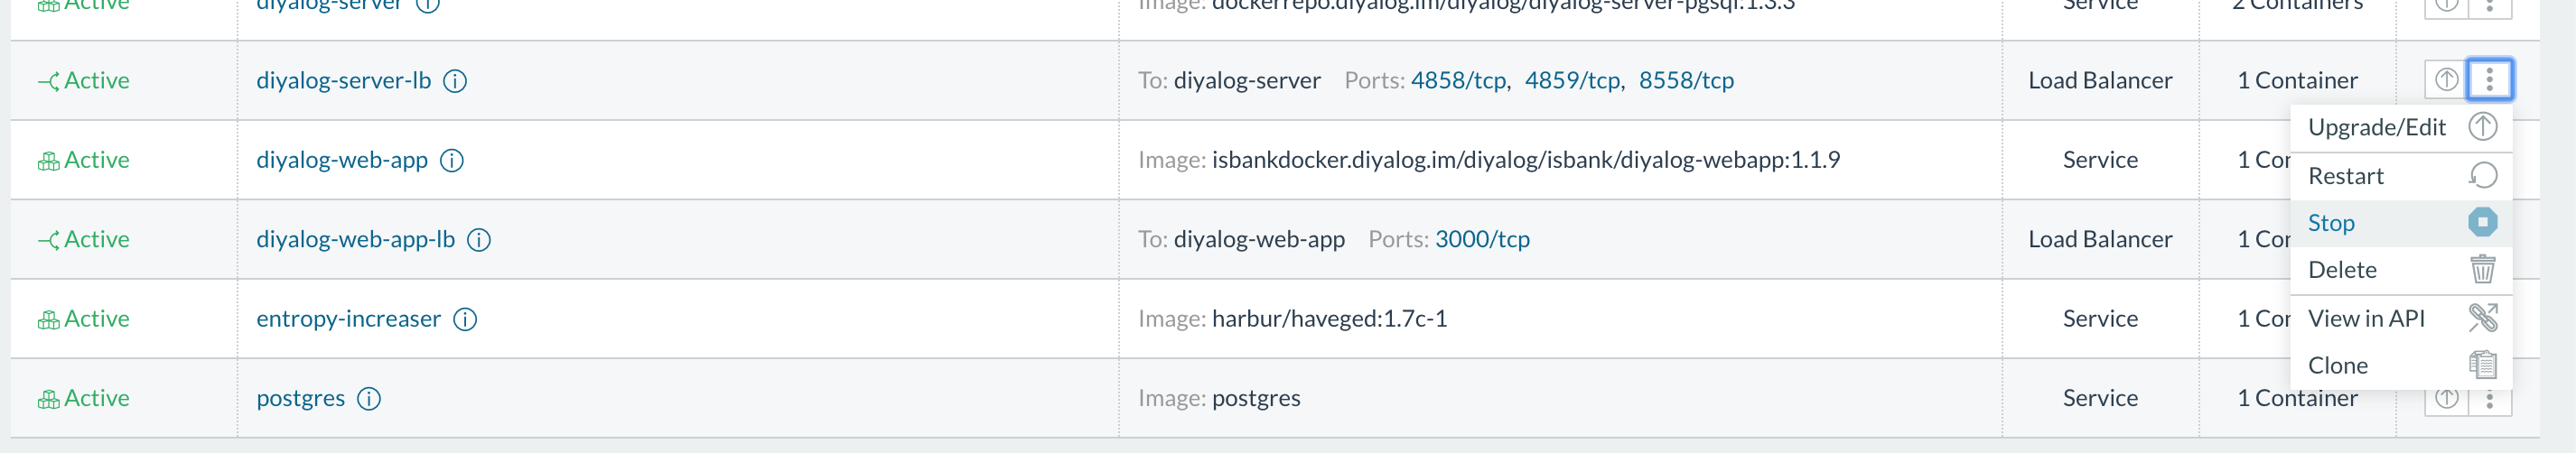 Active diyalog-server Image: dockerrepo.diyalog.im/diyalog/diyalog-server-pgsql:1.3.3 Service 2 Containers
Active diyalog-server-lb To: diyalog-server Ports: 4858/tcp, 4859/tcp, 8558/tcp Load Balancer 1 Container
Upgrade/Edit
Active diyalog-web-app Image: isbankdocker.diyalog.im/diyalog/isbank/diyalog-webapp:1.1.9 Service 1 Con
Restart
Stop
Active diyalog-web-app-lb To: diyalog-web-app Ports: 3000/tcp Load Balancer 1 Con
Delete
Active entropy-increaser Image: harbur/haveged:1.7c-1 Service 1 Con
View in API
Clone
Active postgres Image: postgres Service 1 Container